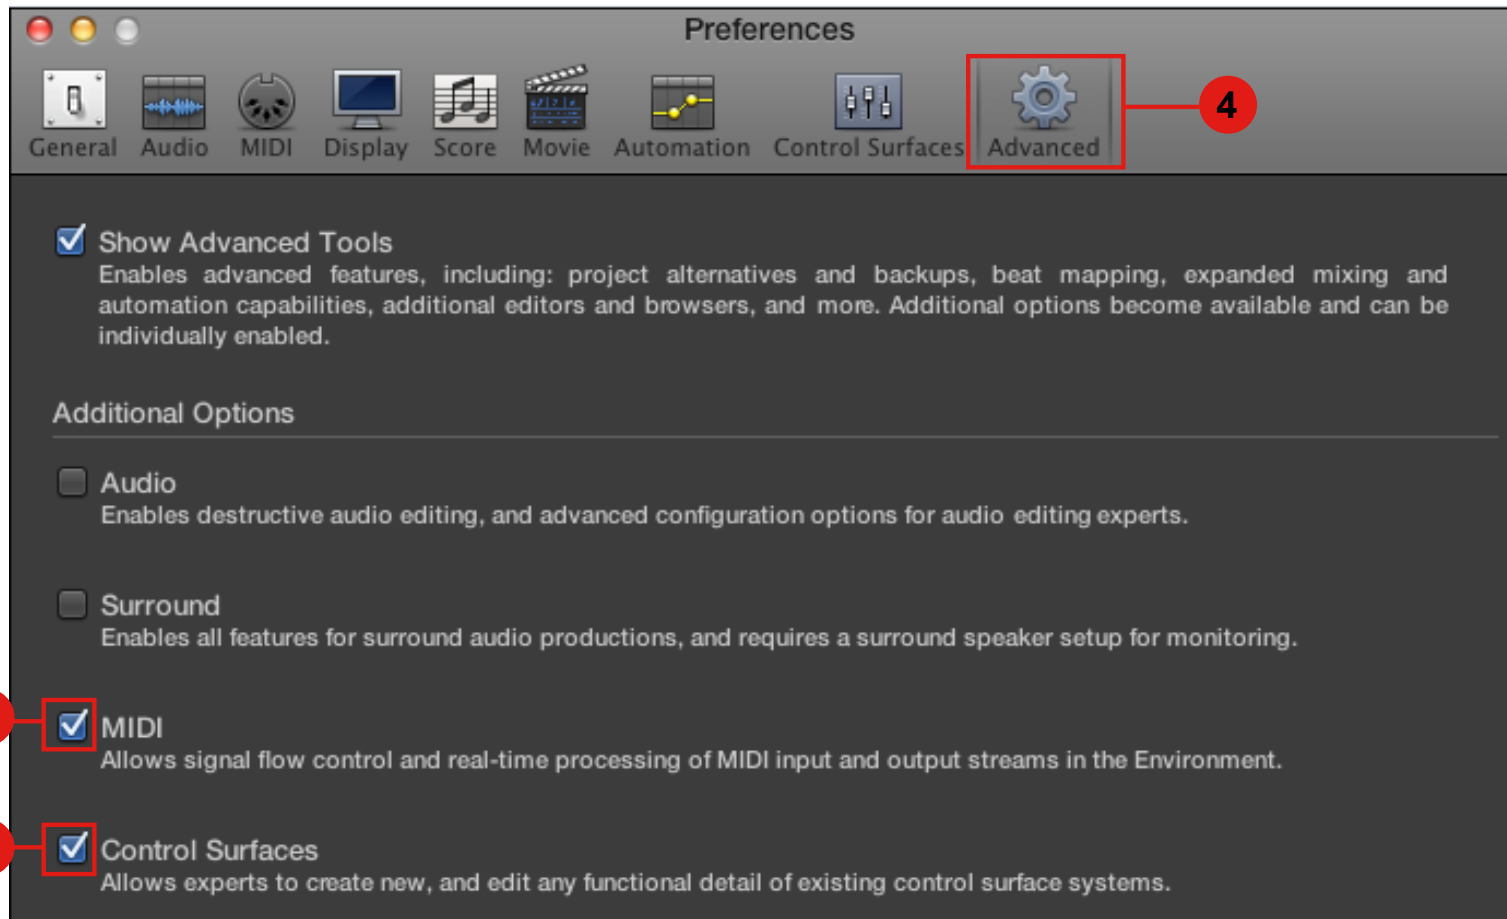 Preferences
General Audio MIDI Display Score Movie Automation Control Surfaces Advanced
4
Show Advanced Tools
Enables advanced features, including: project alternatives and backups, beat mapping, expanded mixing and
automation capabilities, additional editors and browsers, and more. Additional options become available and can be
individually enabled.
Additional Options
Audio
Enables destructive audio editing, and advanced configuration options for audio editing experts.
Surround
Enables all features for surround audio productions, and requires a surround speaker setup for monitoring.
MIDI
Allows signal flow control and real-time processing of MIDI input and output streams in the Environment.
Control Surfaces
Allows experts to create new, and edit any functional detail of existing control surface systems.